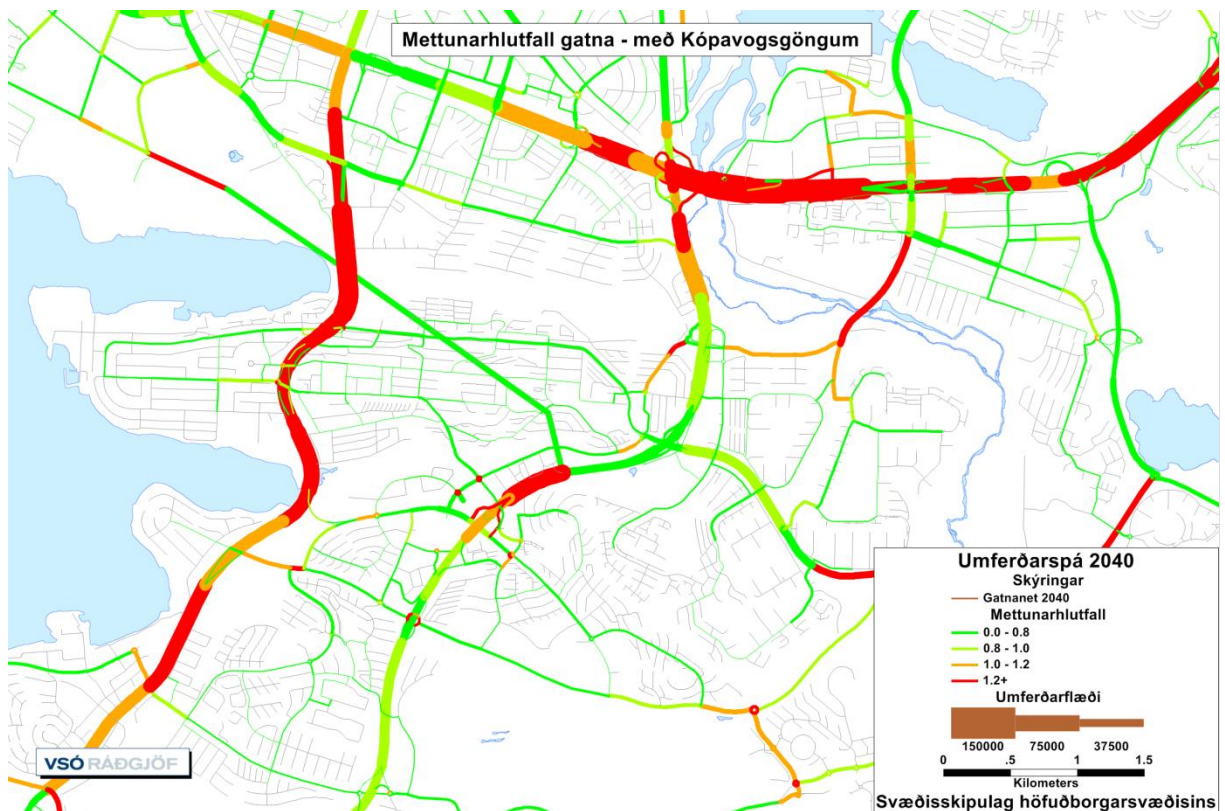 Mettunarhlutfall gatna - með Kópavogsgöngum
Umferðarspá 2040
Skýringar
Gatnanet 2040
Mettunarhlutfall
0.0 - 0.8
0.8 - 1.0
1.0 - 1.2
1.2+
Umferðarflæði
150000 75000 37500
0 .5 1 1.5
Kilometers
Svæðisskipulag höfuðborgarsvæðisins
VSÓ RÁÐGJÖF